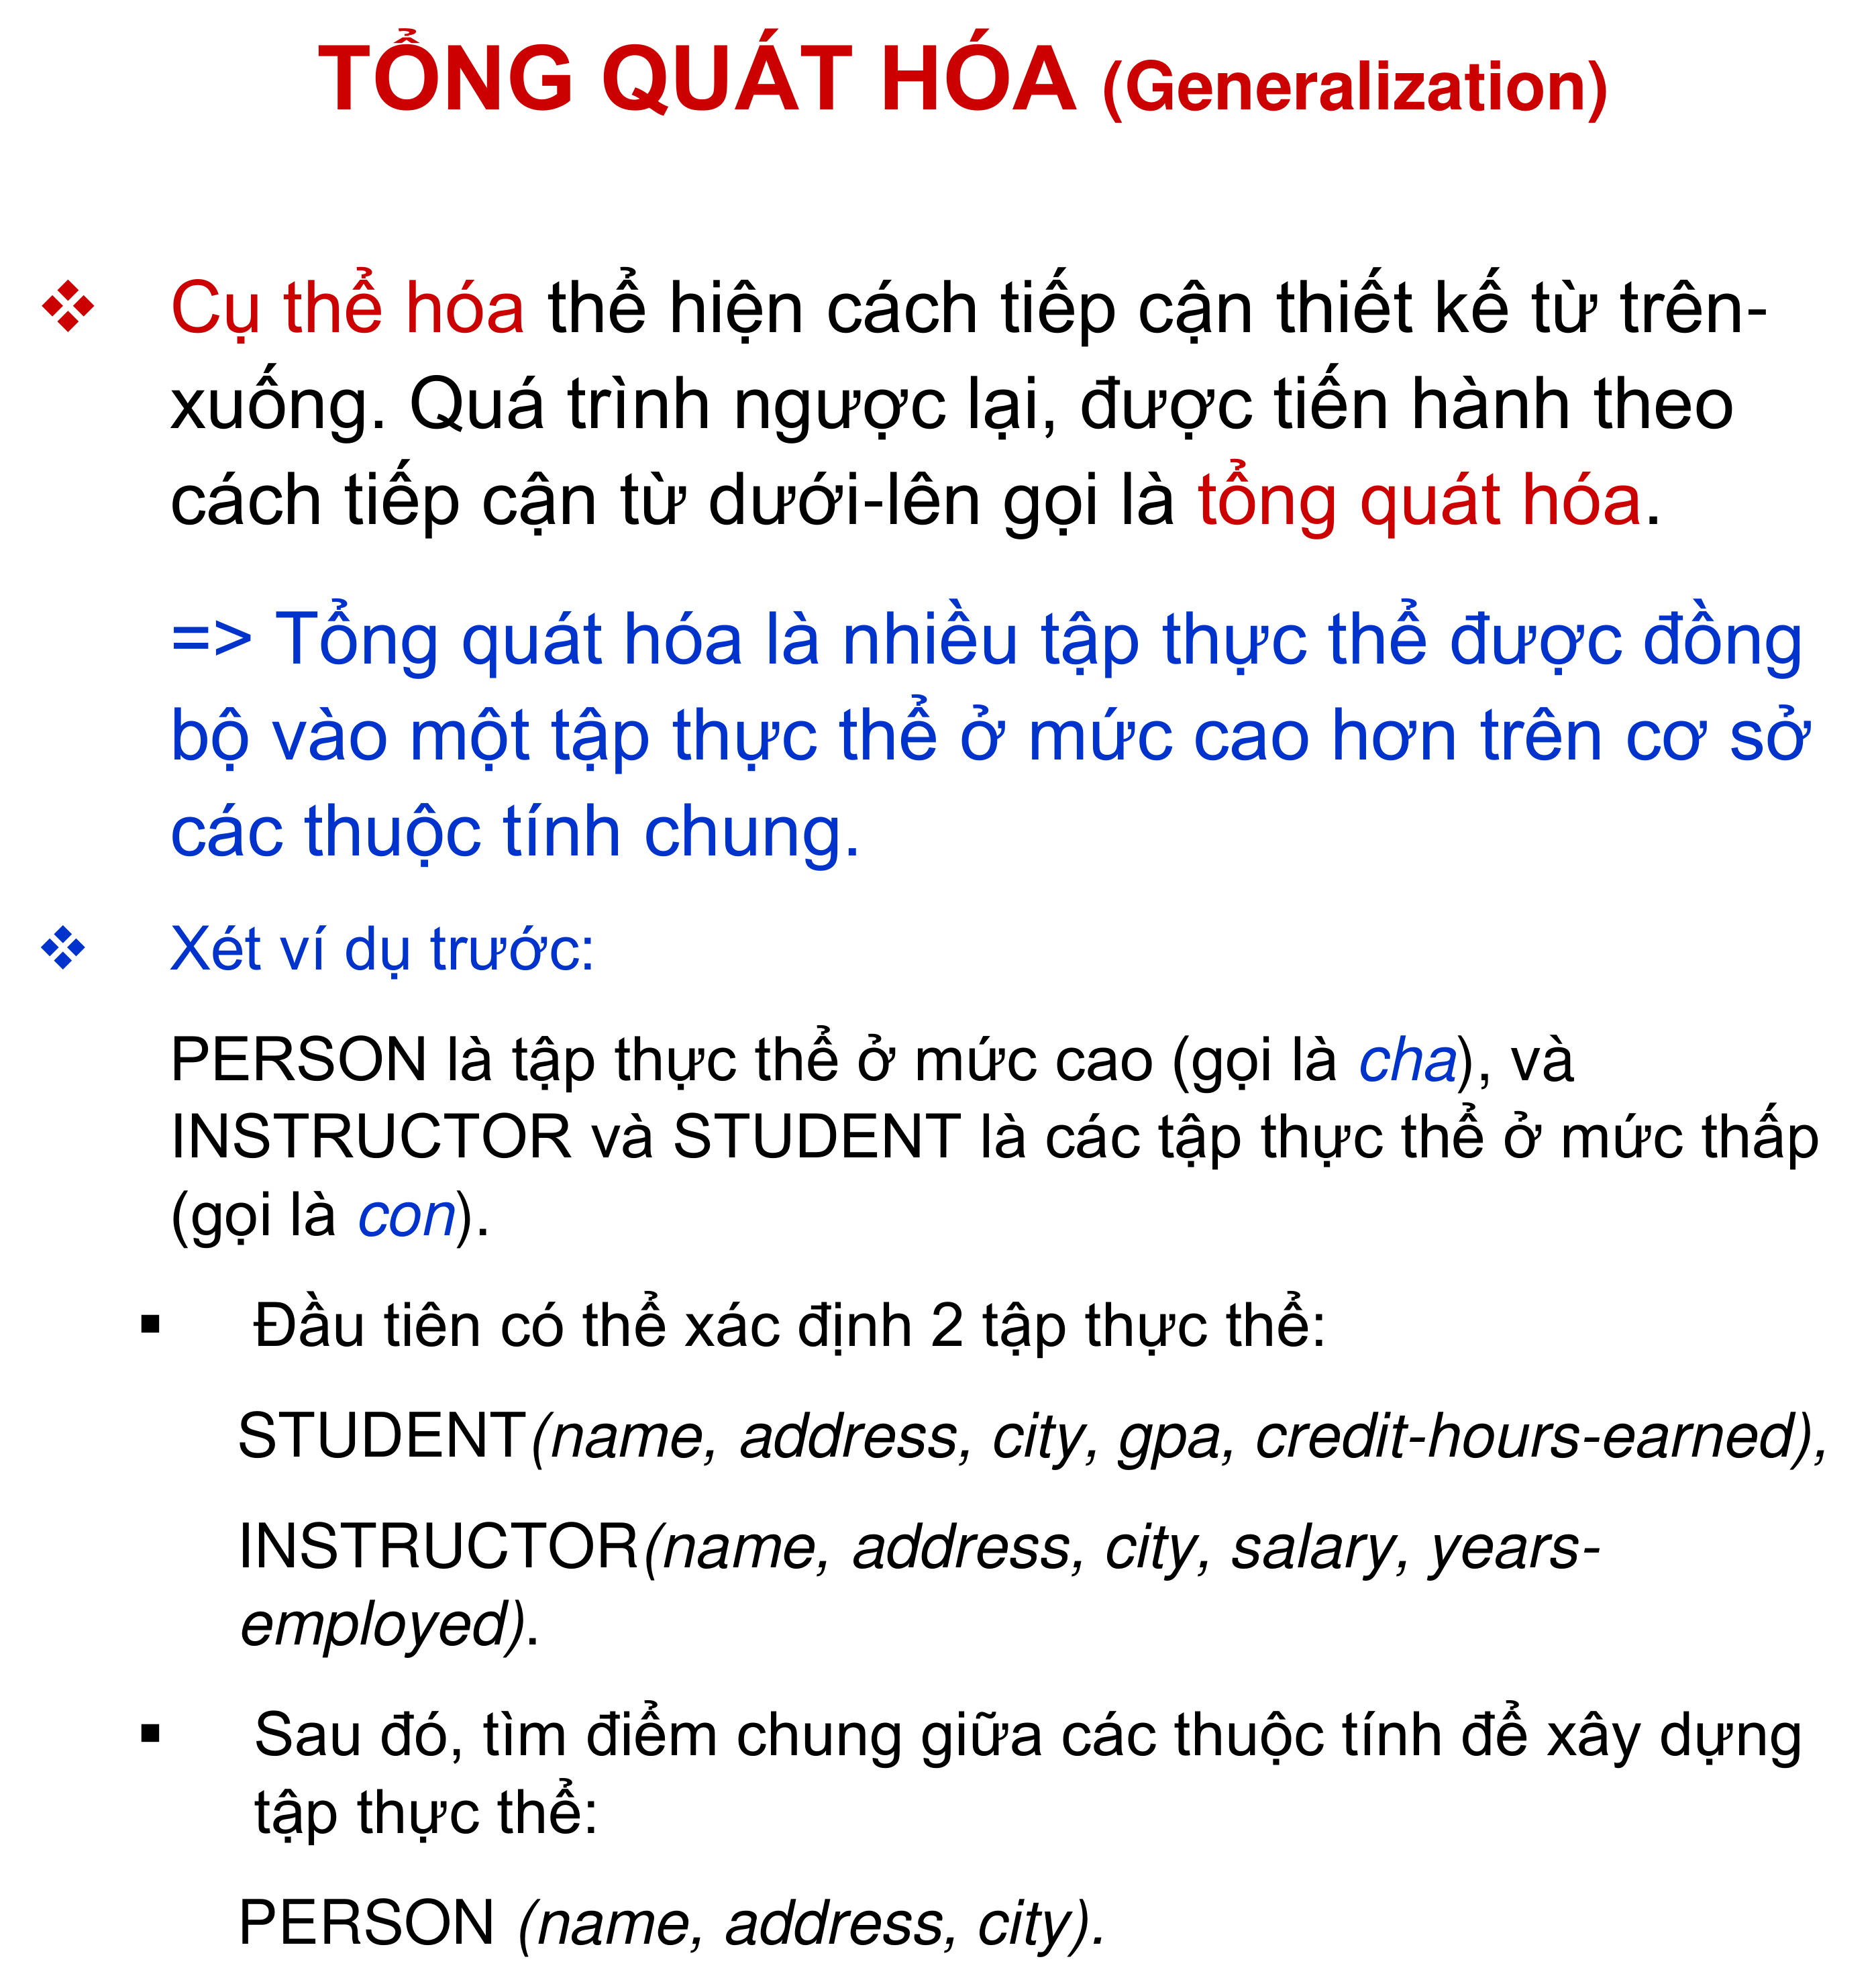 TỔNG QUÁT HÓA (Generalization)
❖ Cụ thể hóa thể hiện cách tiếp cận thiết kế từ trên-
xuống. Quá trình ngược lại, được tiến hành theo
cách tiếp cận từ dưới-lên gọi là tổng quát hóa.
=> Tổng quát hóa là nhiều tập thực thể được đồng
bộ vào một tập thực thể ở mức cao hơn trên cơ sở
các thuộc tính chung.
❖ Xét ví dụ trước:
PERSON là tập thực thể ở mức cao (gọi là cha), và
INSTRUCTOR và STUDENT là các tập thực thể ở mức thấp
(gọi là con).
▪ Đầu tiên có thể xác định 2 tập thực thể:
STUDENT(name, address, city, gpa, credit-hours-earned),
INSTRUCTOR(name, address, city, salary, years-
employed).
▪ Sau đó, tìm điểm chung giữa các thuộc tính để xây dựng
tập thực thể:
PERSON (name, address, city).